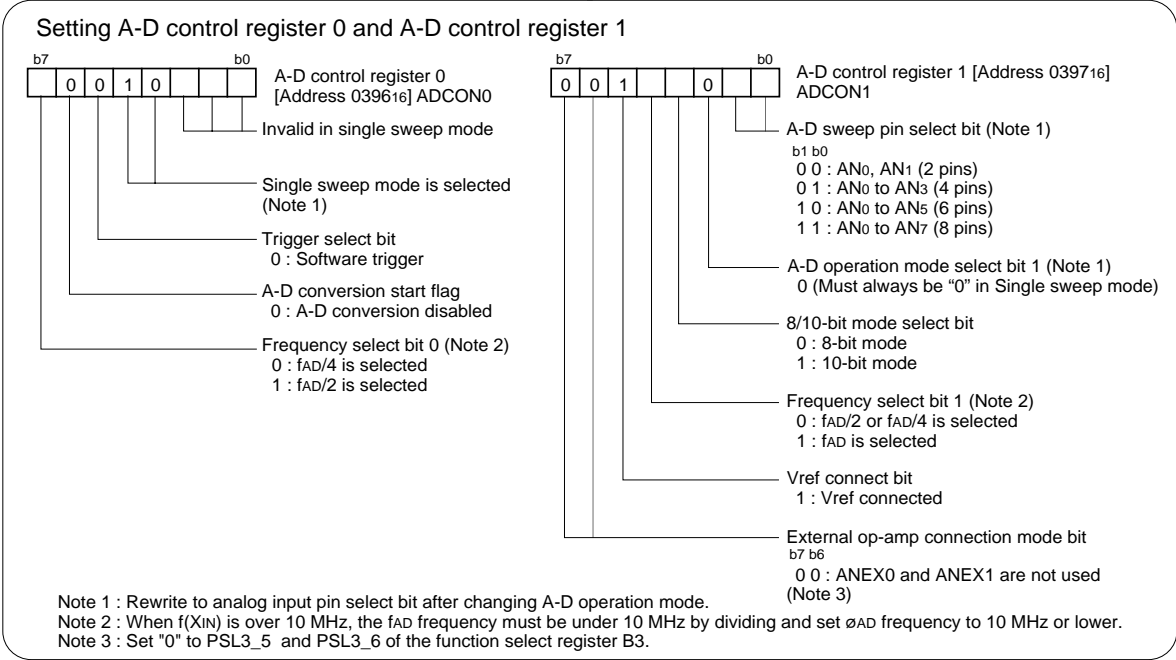 Setting A-D control register 0 and A-D control register 1
b7 b0
0 0 1 0
A-D control register 0
[Address 039616] ADCON0
Invalid in single sweep mode
Single sweep mode is selected
(Note 1)
Trigger select bit
0 : Software trigger
A-D conversion start flag
0 : A-D conversion disabled
Frequency select bit 0 (Note 2)
0 : fAD/4 is selected
1 : fAD/2 is selected
b7 b0
0 0 1 0
A-D control register 1 [Address 039716]
ADCON1
A-D sweep pin select bit (Note 1)
b1 b0
0 0 : AN0, AN1 (2 pins)
0 1 : AN0 to AN3 (4 pins)
1 0 : AN0 to AN5 (6 pins)
1 1 : AN0 to AN7 (8 pins)
A-D operation mode select bit 1 (Note 1)
0 (Must always be “0” in Single sweep mode)
8/10-bit mode select bit
0 : 8-bit mode
1 : 10-bit mode
Frequency select bit 1 (Note 2)
0 : fAD/2 or fAD/4 is selected
1 : fAD is selected
Vref connect bit
1 : Vref connected
External op-amp connection mode bit
b7 b6
0 0 : ANEX0 and ANEX1 are not used
(Note 3)
Note 1 : Rewrite to analog input pin select bit after changing A-D operation mode.
Note 2 : When f(XIN) is over 10 MHz, the fAD frequency must be under 10 MHz by dividing and set øAD frequency to 10 MHz or lower.
Note 3 : Set "0" to PSL3_5 and PSL3_6 of the function select register B3.